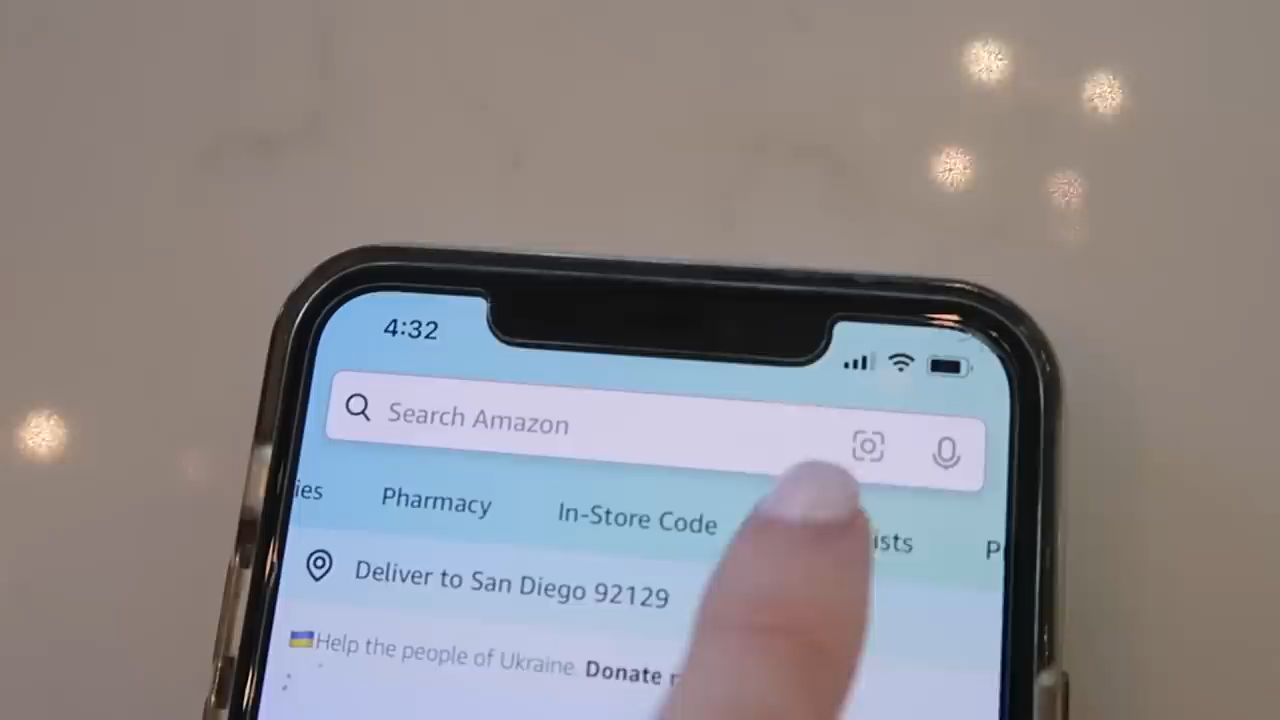 4:32
Search Amazon
ies Pharmacy In-Store Code ists P
Deliver to San Diego 92129
Help the people of Ukraine. Donate